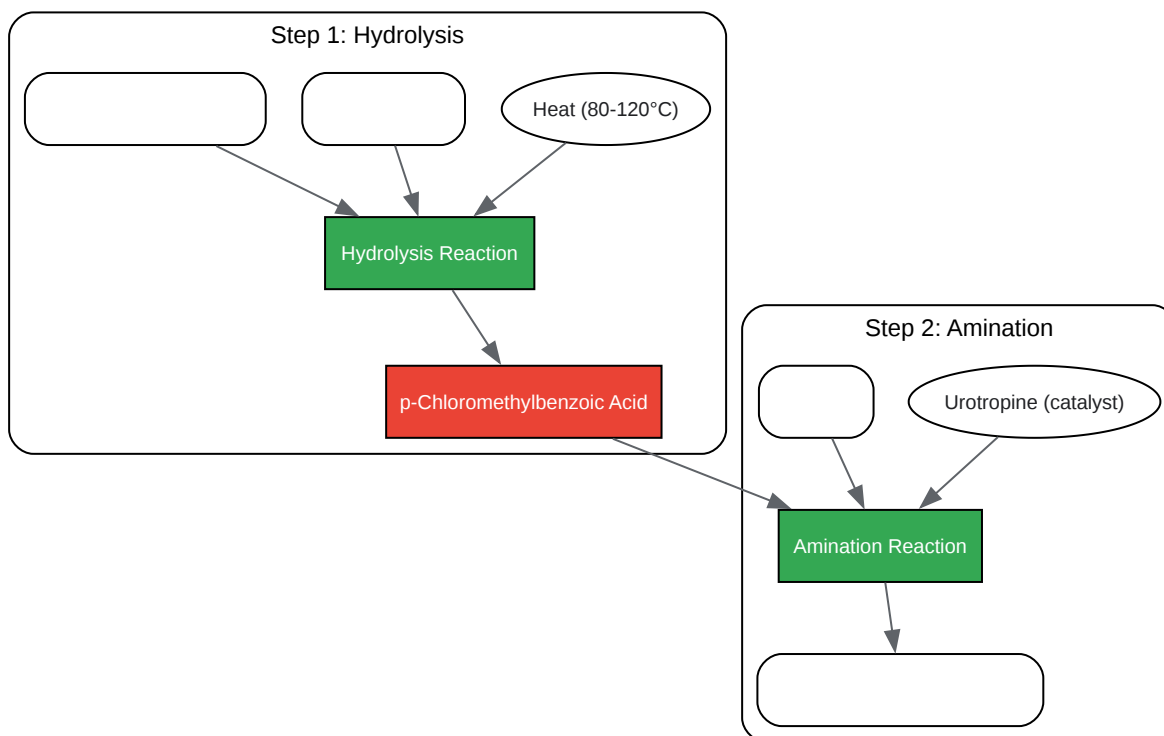 Step 1: Hydrolysis
Heat (80-120°C)
Hydrolysis Reaction
p-Chloromethylbenzoic Acid
Step 2: Amination
Urotropine (catalyst)
Amination Reaction